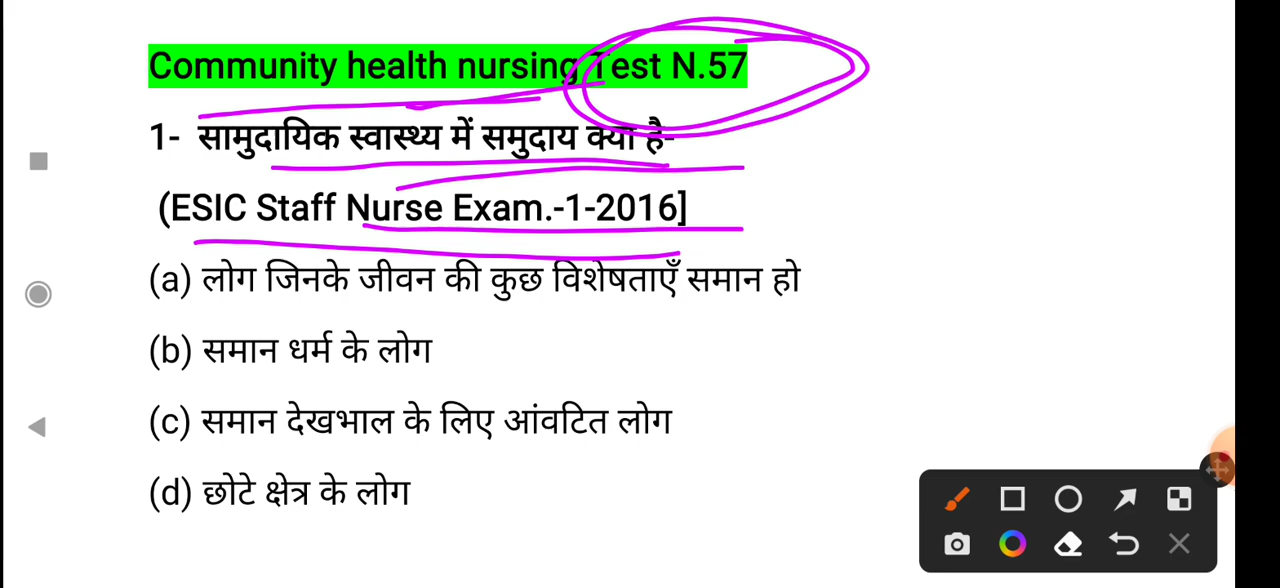 Community health nursing Test N.57
1- सामुदायिक स्वास्थ्य में समुदाय क्या है-
(ESIC Staff Nurse Exam.-1-2016]
(a) लोग जिनके जीवन की कुछ विशेषताएँ समान हो
(b) समान धर्म के लोग
(c) समान देखभाल के लिए आंवटित लोग
(d) छोटे क्षेत्र के लोग